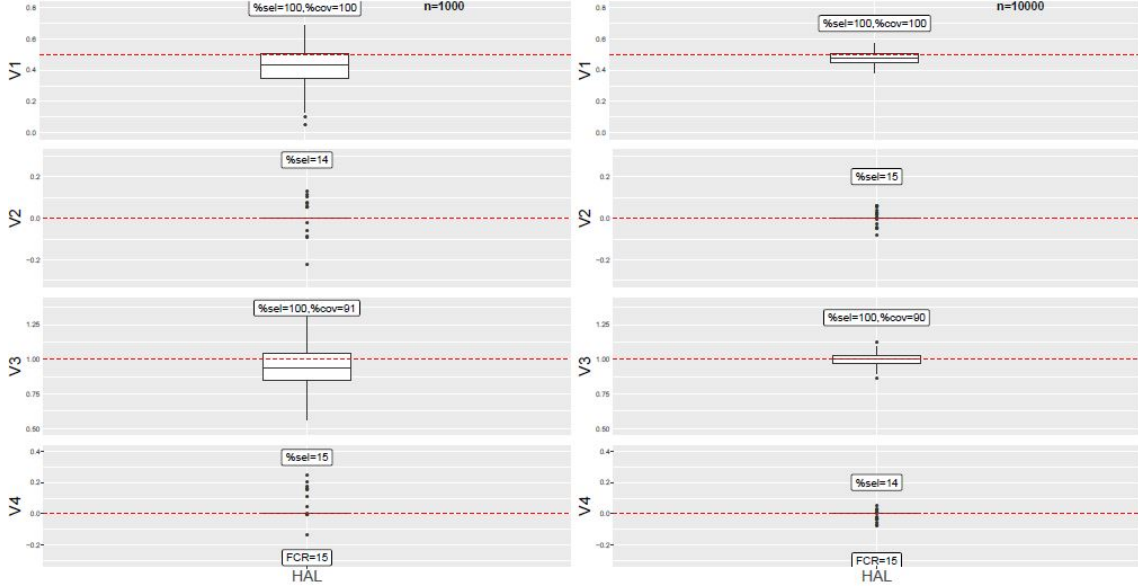 %sel=100,%cov=100
n=1000
0.6
V1
0.6
0.4
0.2
0.0
%sel=14
0.2
V2
0.0
−0.2
%sel=100,%cov=91
1.25
V3
1.00
0.75
0.50
0.4
%sel=15
0.2
V4
0.0
−0.2
FCR=15
HAL
n=10000
0.8
%sel=100,%cov=100
V1
0.6
0.4
0.2
0.0
%sel=15
0.2
V2
0.0
−0.2
%sel=100,%cov=90
1.25
V3
1.00
0.75
0.50
0.4
%sel=14
0.2
V4
0.0
−0.2
FCR=15
HAL